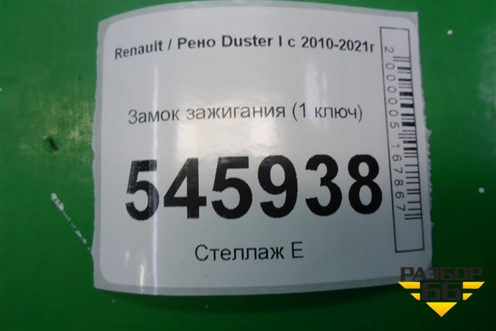 Renault / Рено Duster I с 2010-2021г
Замок зажигания (1 ключ)
545938
Стеллаж Е
2000005167867
РАЗБОР
66